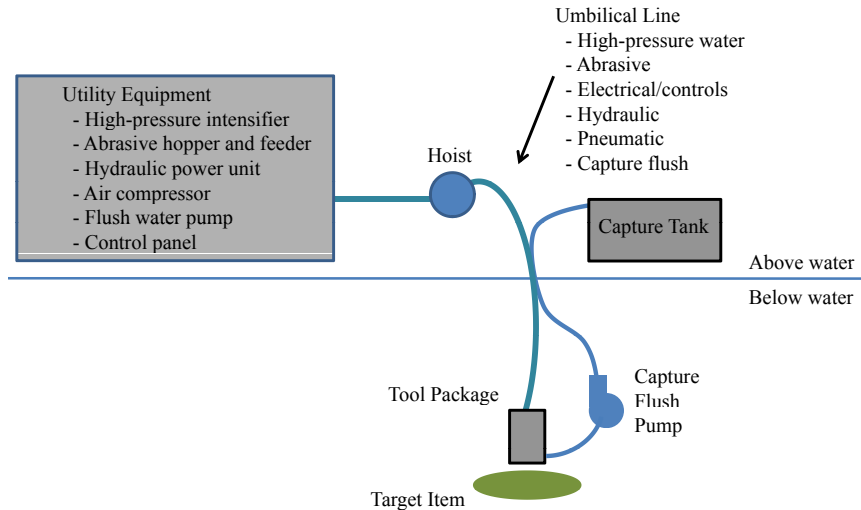 Utility Equipment
- High-pressure intensifier
- Abrasive hopper and feeder
- Hydraulic power unit
- Air compressor
- Flush water pump
- Control panel
Hoist
Umbilical Line
- High-pressure water
- Abrasive
- Electrical/controls
- Hydraulic
- Pneumatic
- Capture flush
Capture Tank
Above water
Below water
Tool Package
Capture
Flush
Pump
Target Item